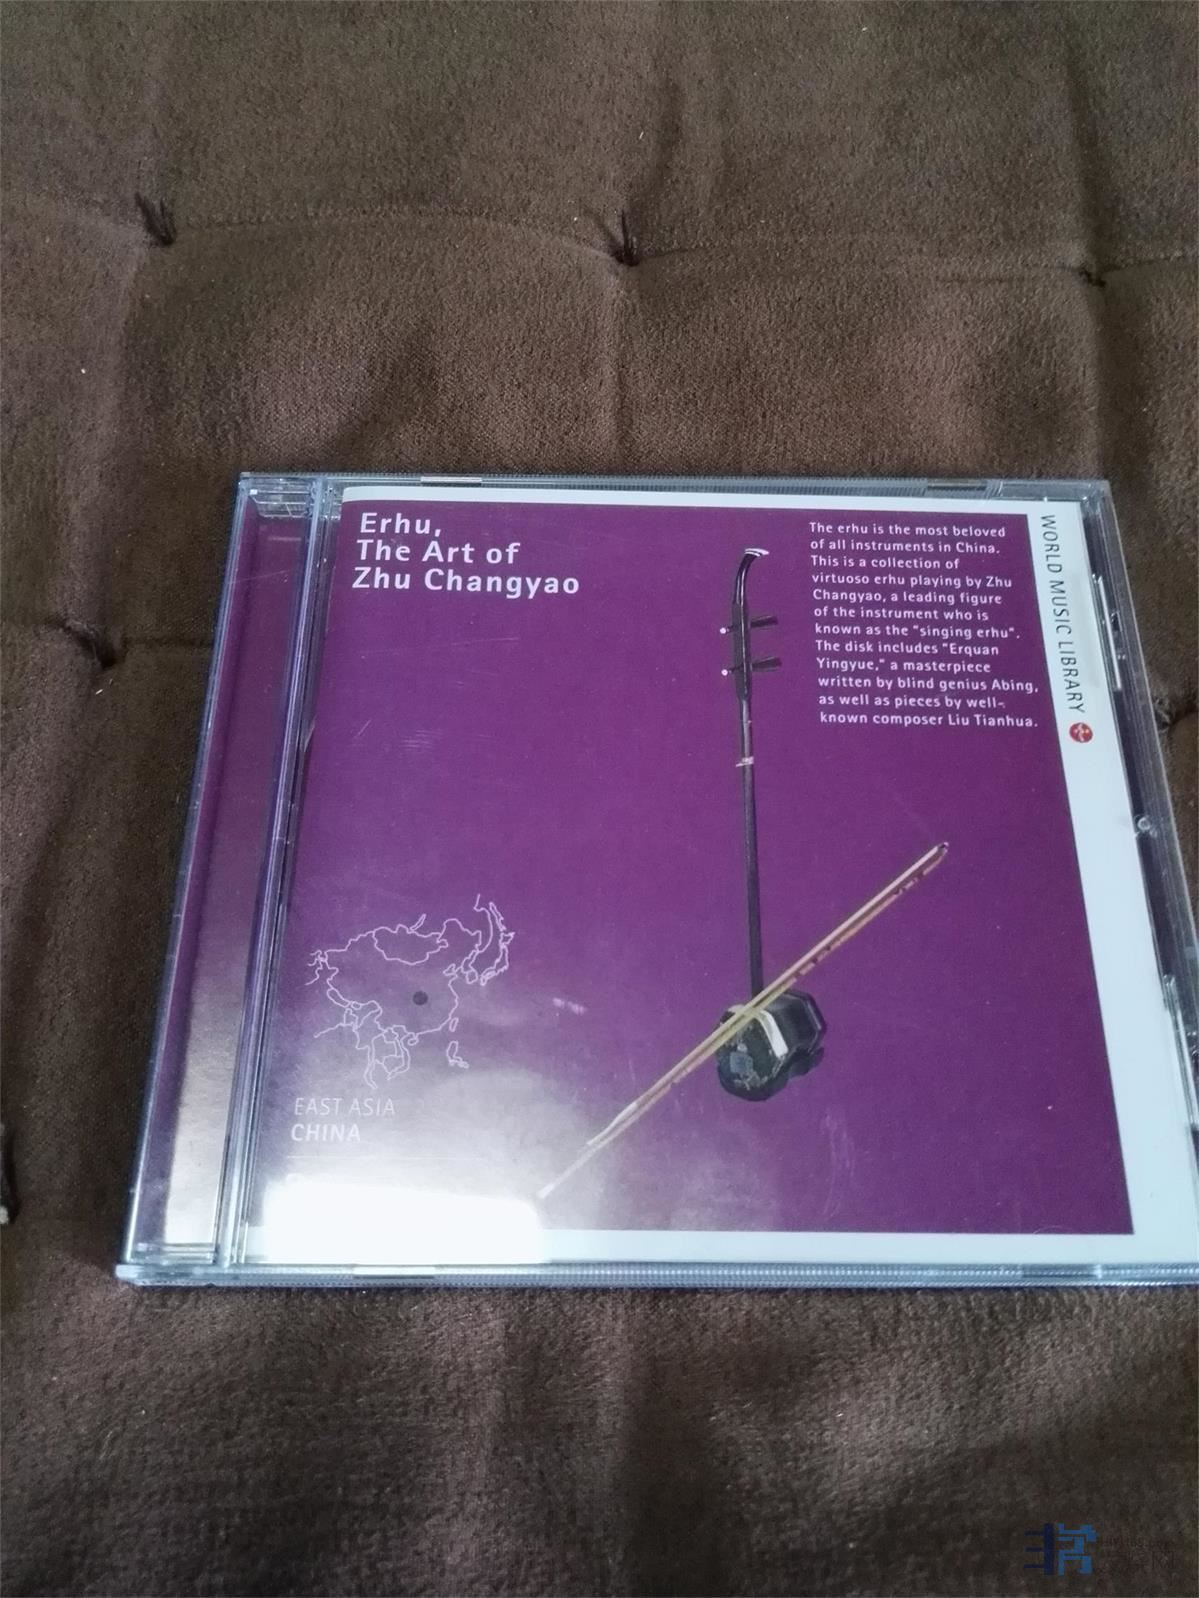 Erhu,
The Art of
Zhu Changyao
The erhu is the most beloved
of all instruments in China.
This is a collection of
virtuoso erhu playing by Zhu
Changyao, a leading figure
of the instrument who is
known as the "singing erhu".
The disk includes "Erquan
Yingyue," a masterpiece
written by blind genius Abing,
as well as pieces by well-
known composer Liu Tianhua.
WORLD MUSIC LIBRARY
EAST ASIA
CHINA